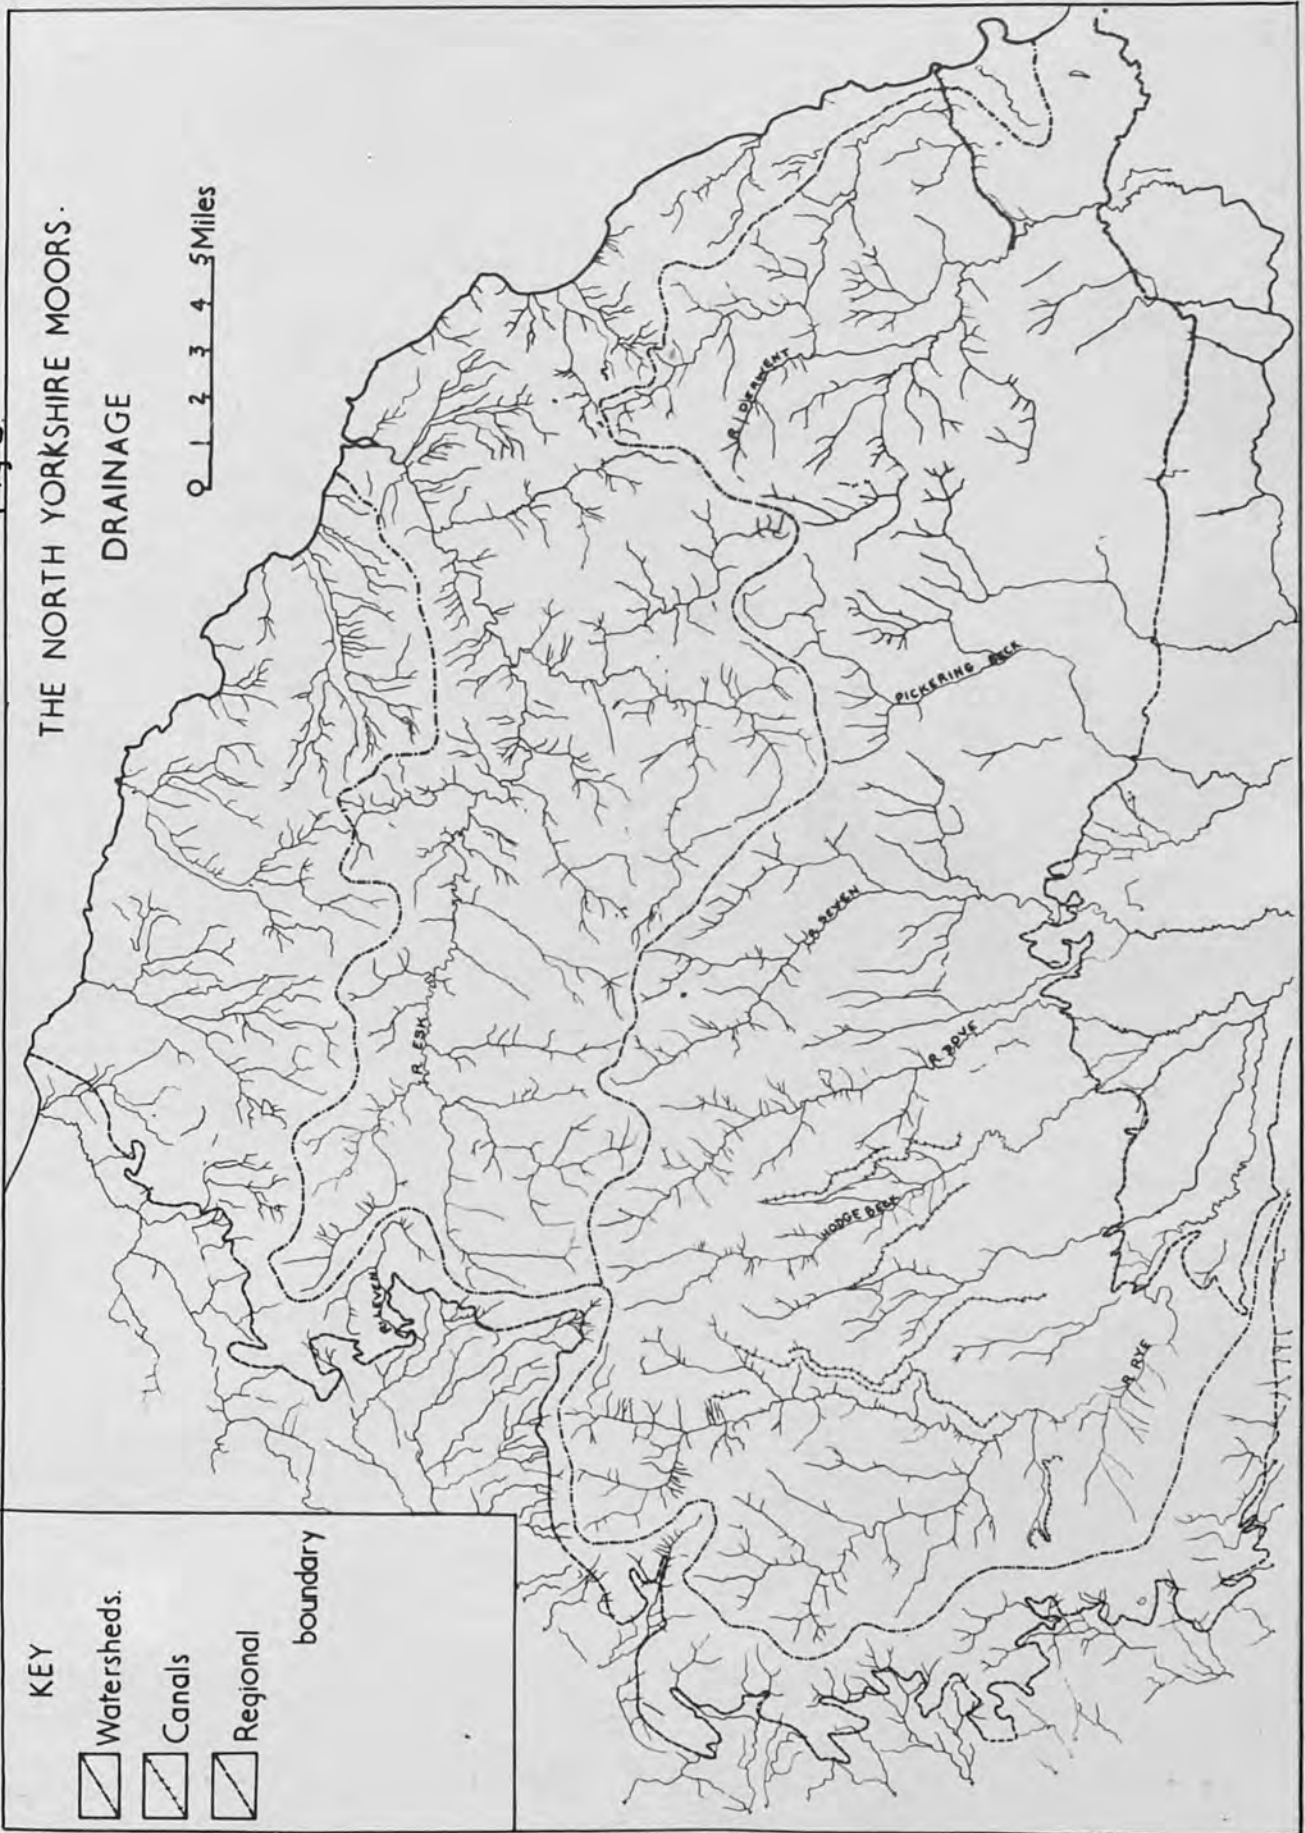 THE NORTH YORKSHIRE MOORS.
DRAINAGE
0 1 2 3 4 5 Miles
R DERWENT
PICKERING BECK
R SEVEN
R ESK
R DOVE
HODGE BECK
R LEVEN
R RYE
KEY
Watersheds.
Canals
Regional
boundary